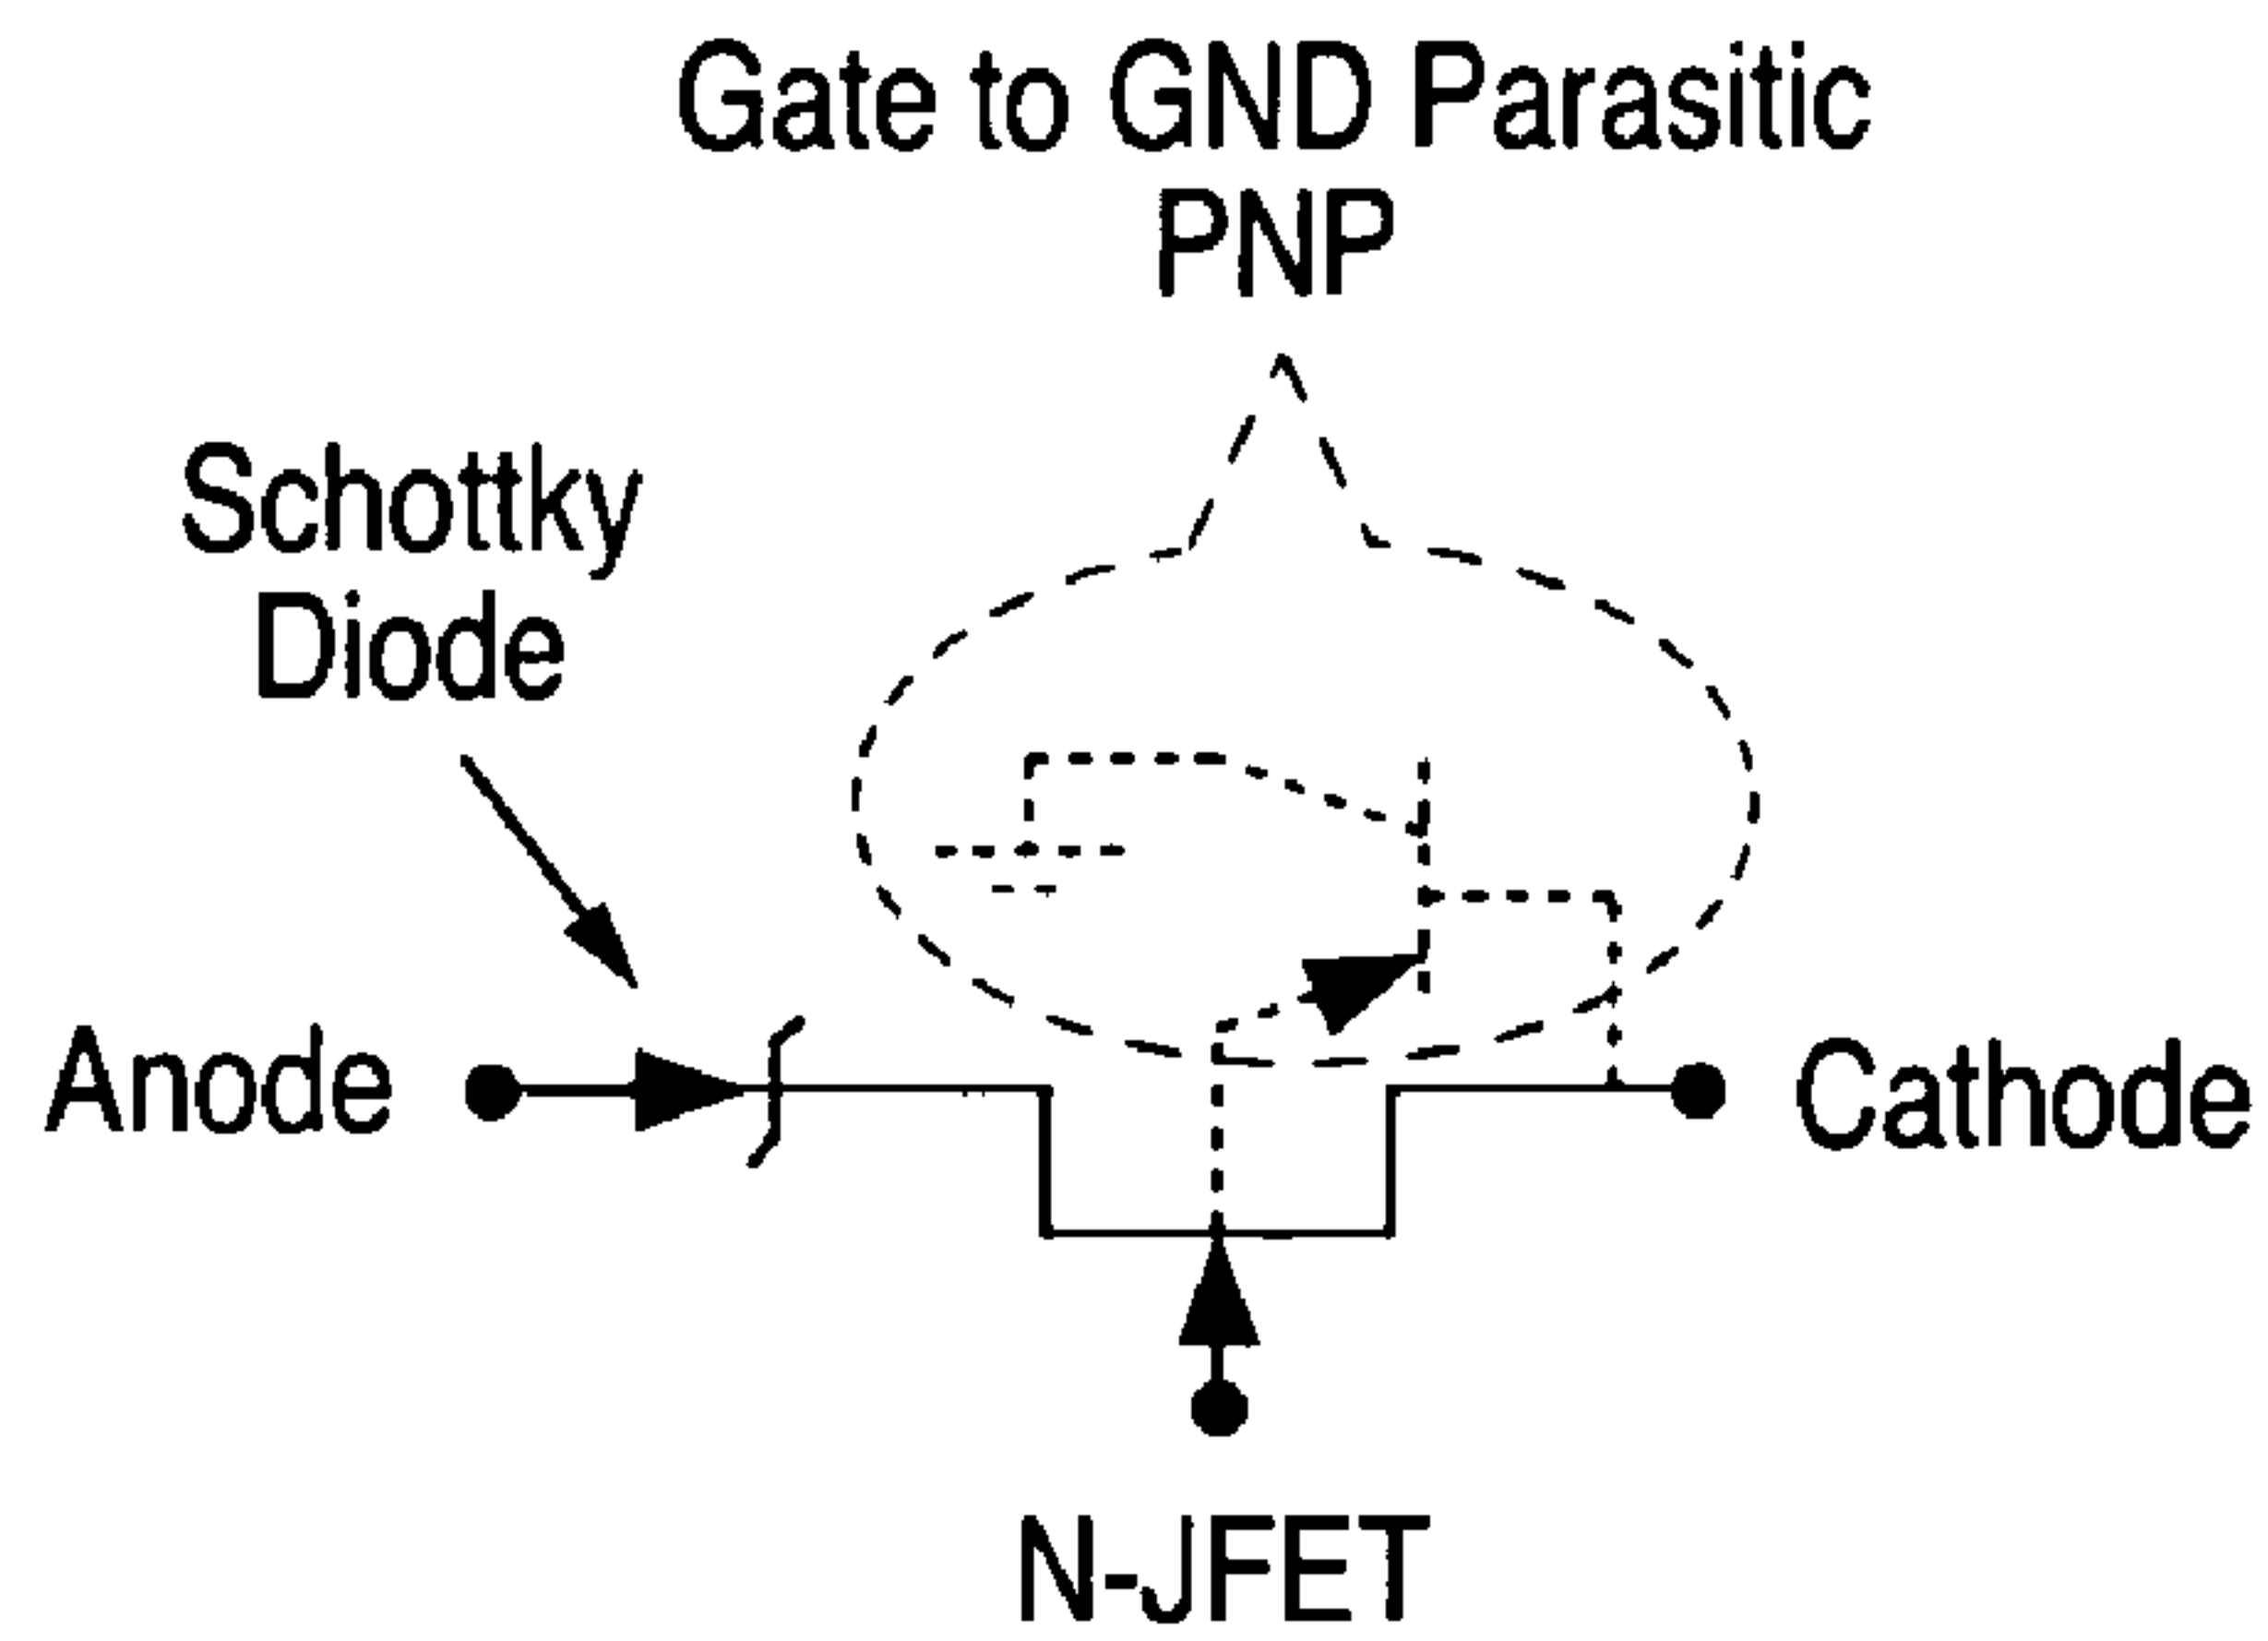 Gate to GND Parasitic
PNP
Schottky
Diode
Anode
Cathode
N-JFET